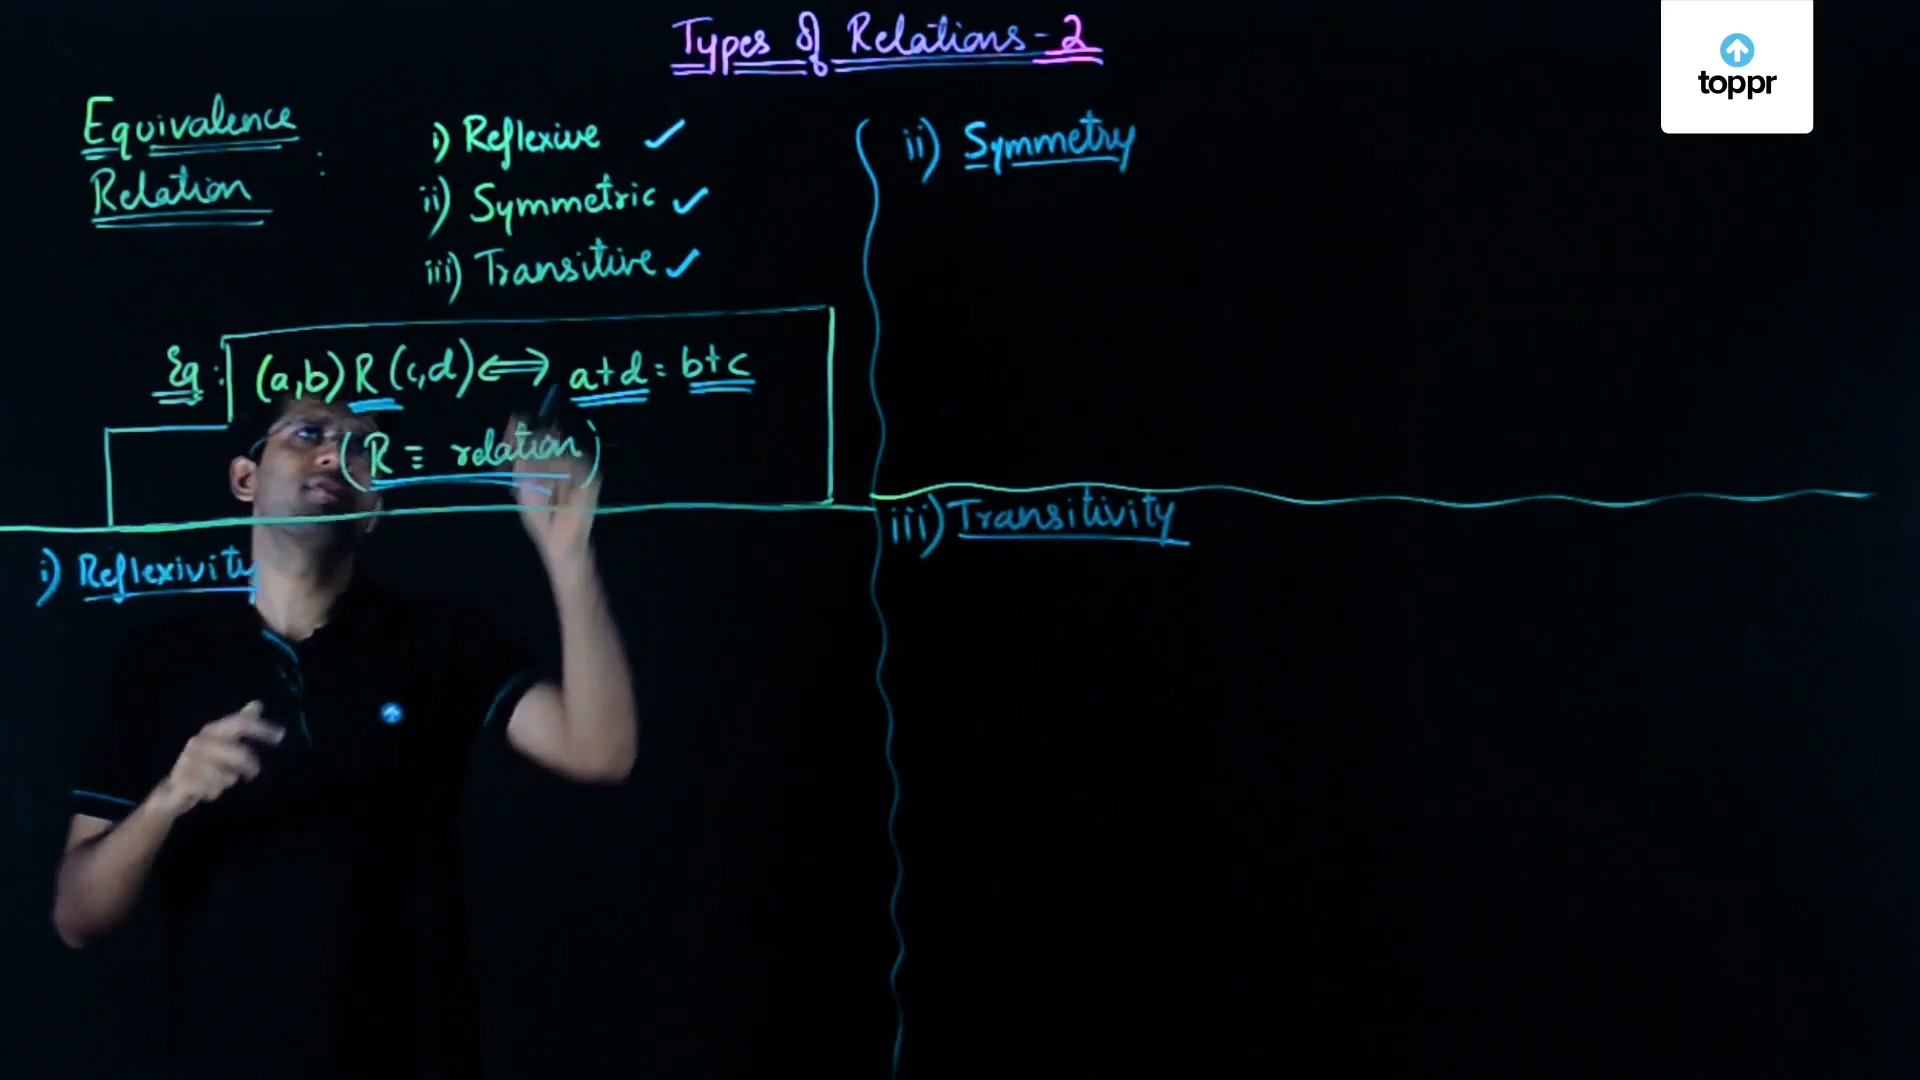 Types of Relations - 2
toppr
Equivalence
Relation :
i) Reflexive ✓
ii) Symmetric ✓
iii) Transitive ✓
Eg : (a,b) R (c,d) ⟺ a+d = b+c
(R ≡ relation)
i) Reflexivity
ii) Symmetry
iii) Transitivity